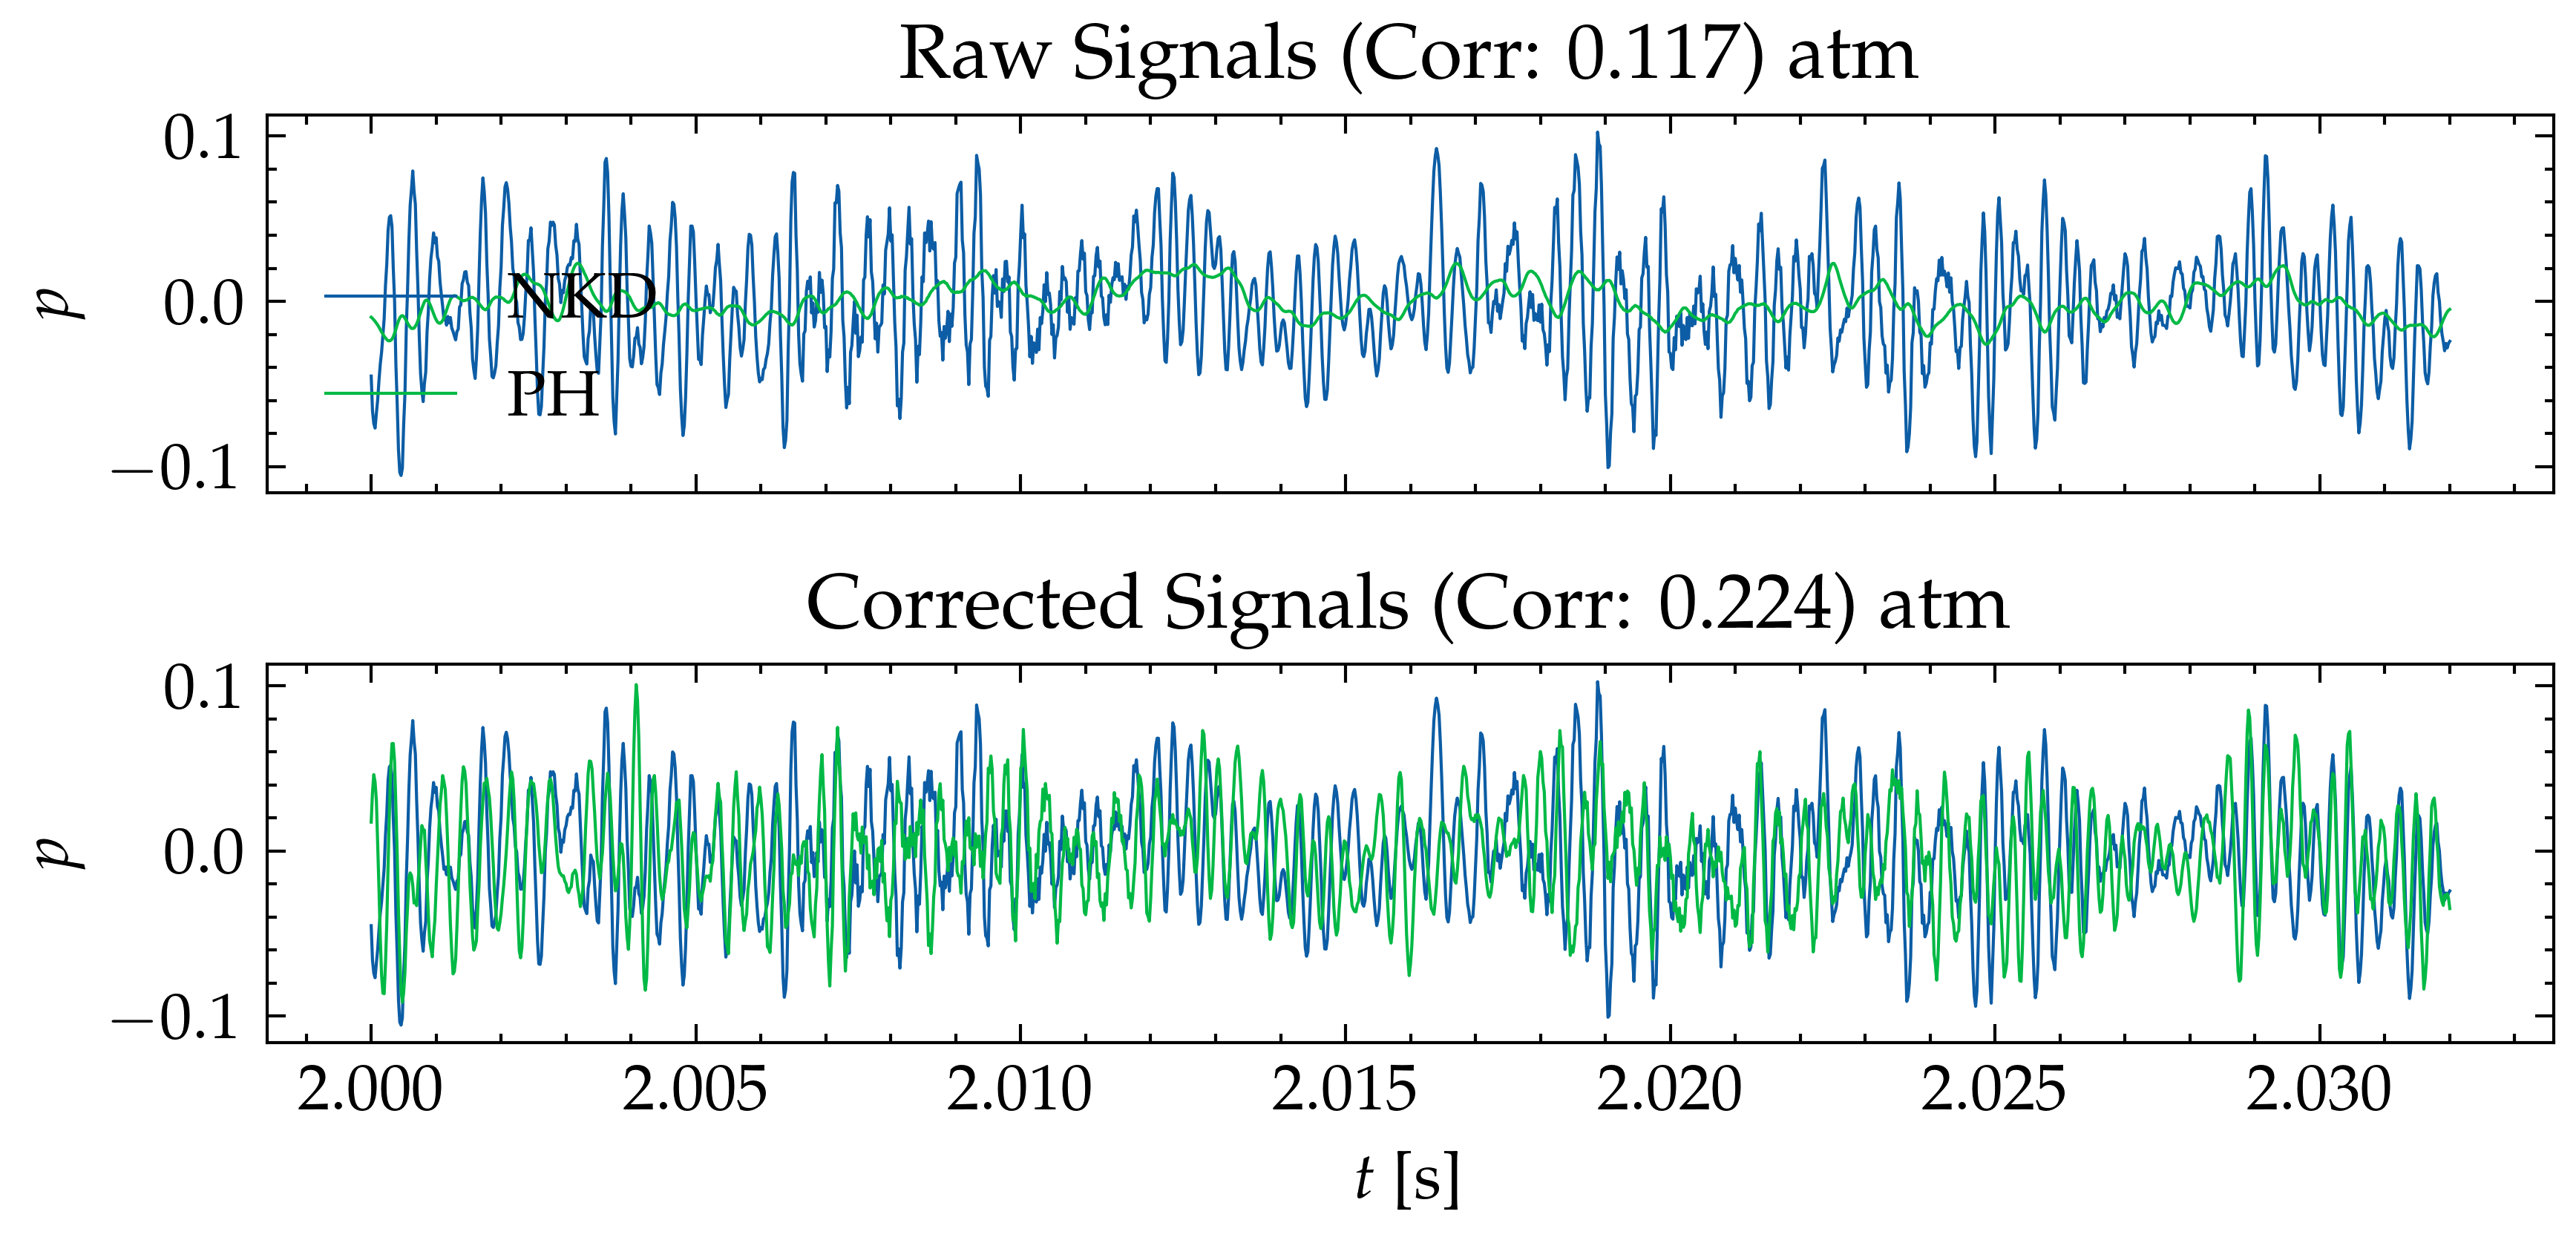 Raw Signals (Corr: 0.117) atm
0.1
0.0
−0.1
p
NKD
PH
Corrected Signals (Corr: 0.224) atm
0.1
0.0
−0.1
p
2.000 2.005 2.010 2.015 2.020 2.025 2.030
t [s]